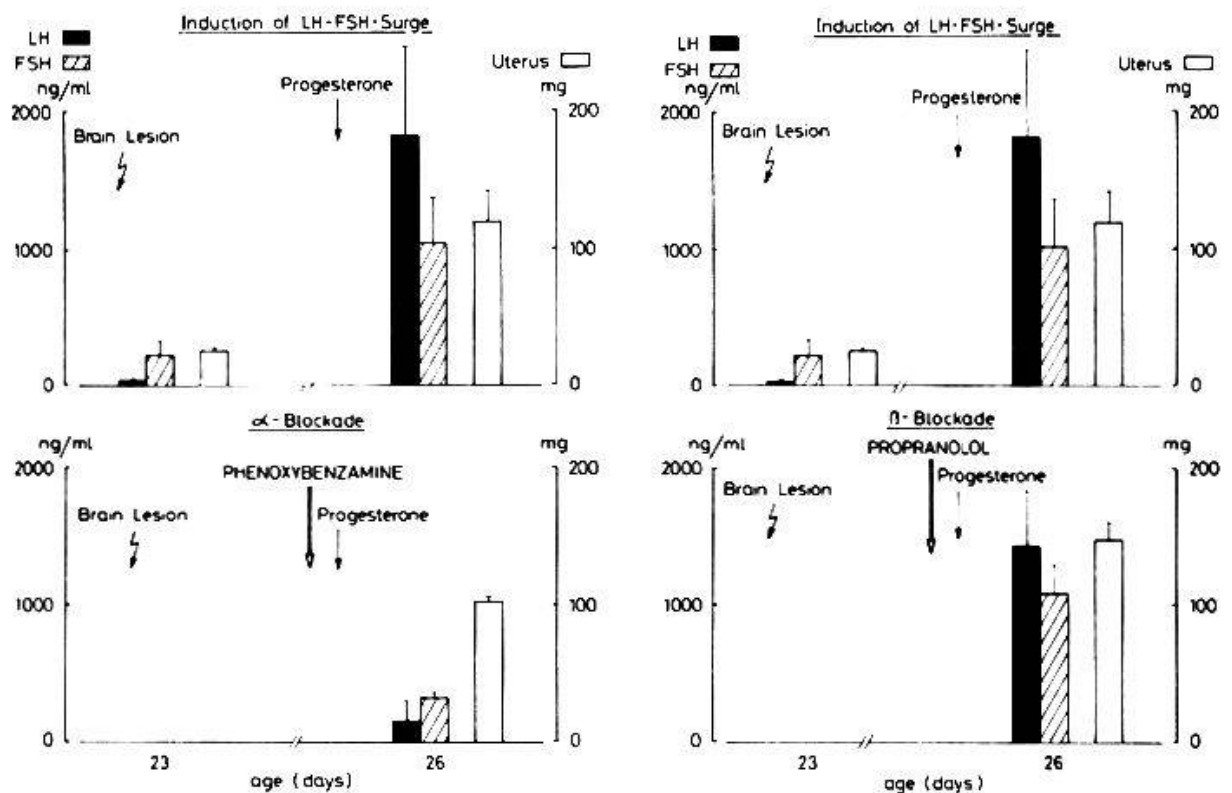 Induction of LH-FSH-Surge
LH
FSH
ng/ml
Uterus
mg
Progesterone
Brain Lesion
2000
1000
0
200
100
0
Induction of LH-FSH-Surge
LH
FSH
ng/ml
Uterus
mg
Progesterone
Brain Lesion
2000
1000
0
200
100
0
α-Blockade
ng/ml
mg
PHENOXYBENZAMINE
Brain Lesion
Progesterone
2000
1000
0
200
100
0
23
26
age (days)
ß-Blockade
ng/ml
mg
PROPRANOLOL
Brain Lesion
Progesterone
2000
1000
0
200
100
0
23
26
age (days)